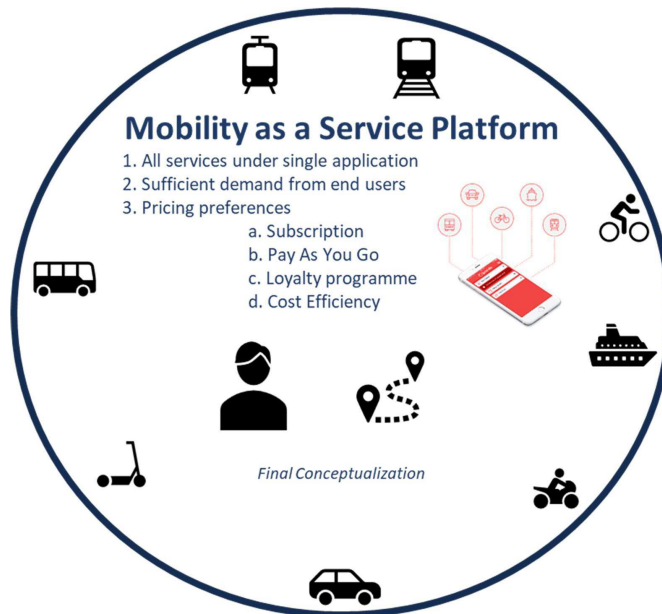 Mobility as a Service Platform
1. All services under single application
2. Sufficient demand from end users
3. Pricing preferences
a. Subscription
b. Pay As You Go
c. Loyalty programme
d. Cost Efficiency
Final Conceptualization